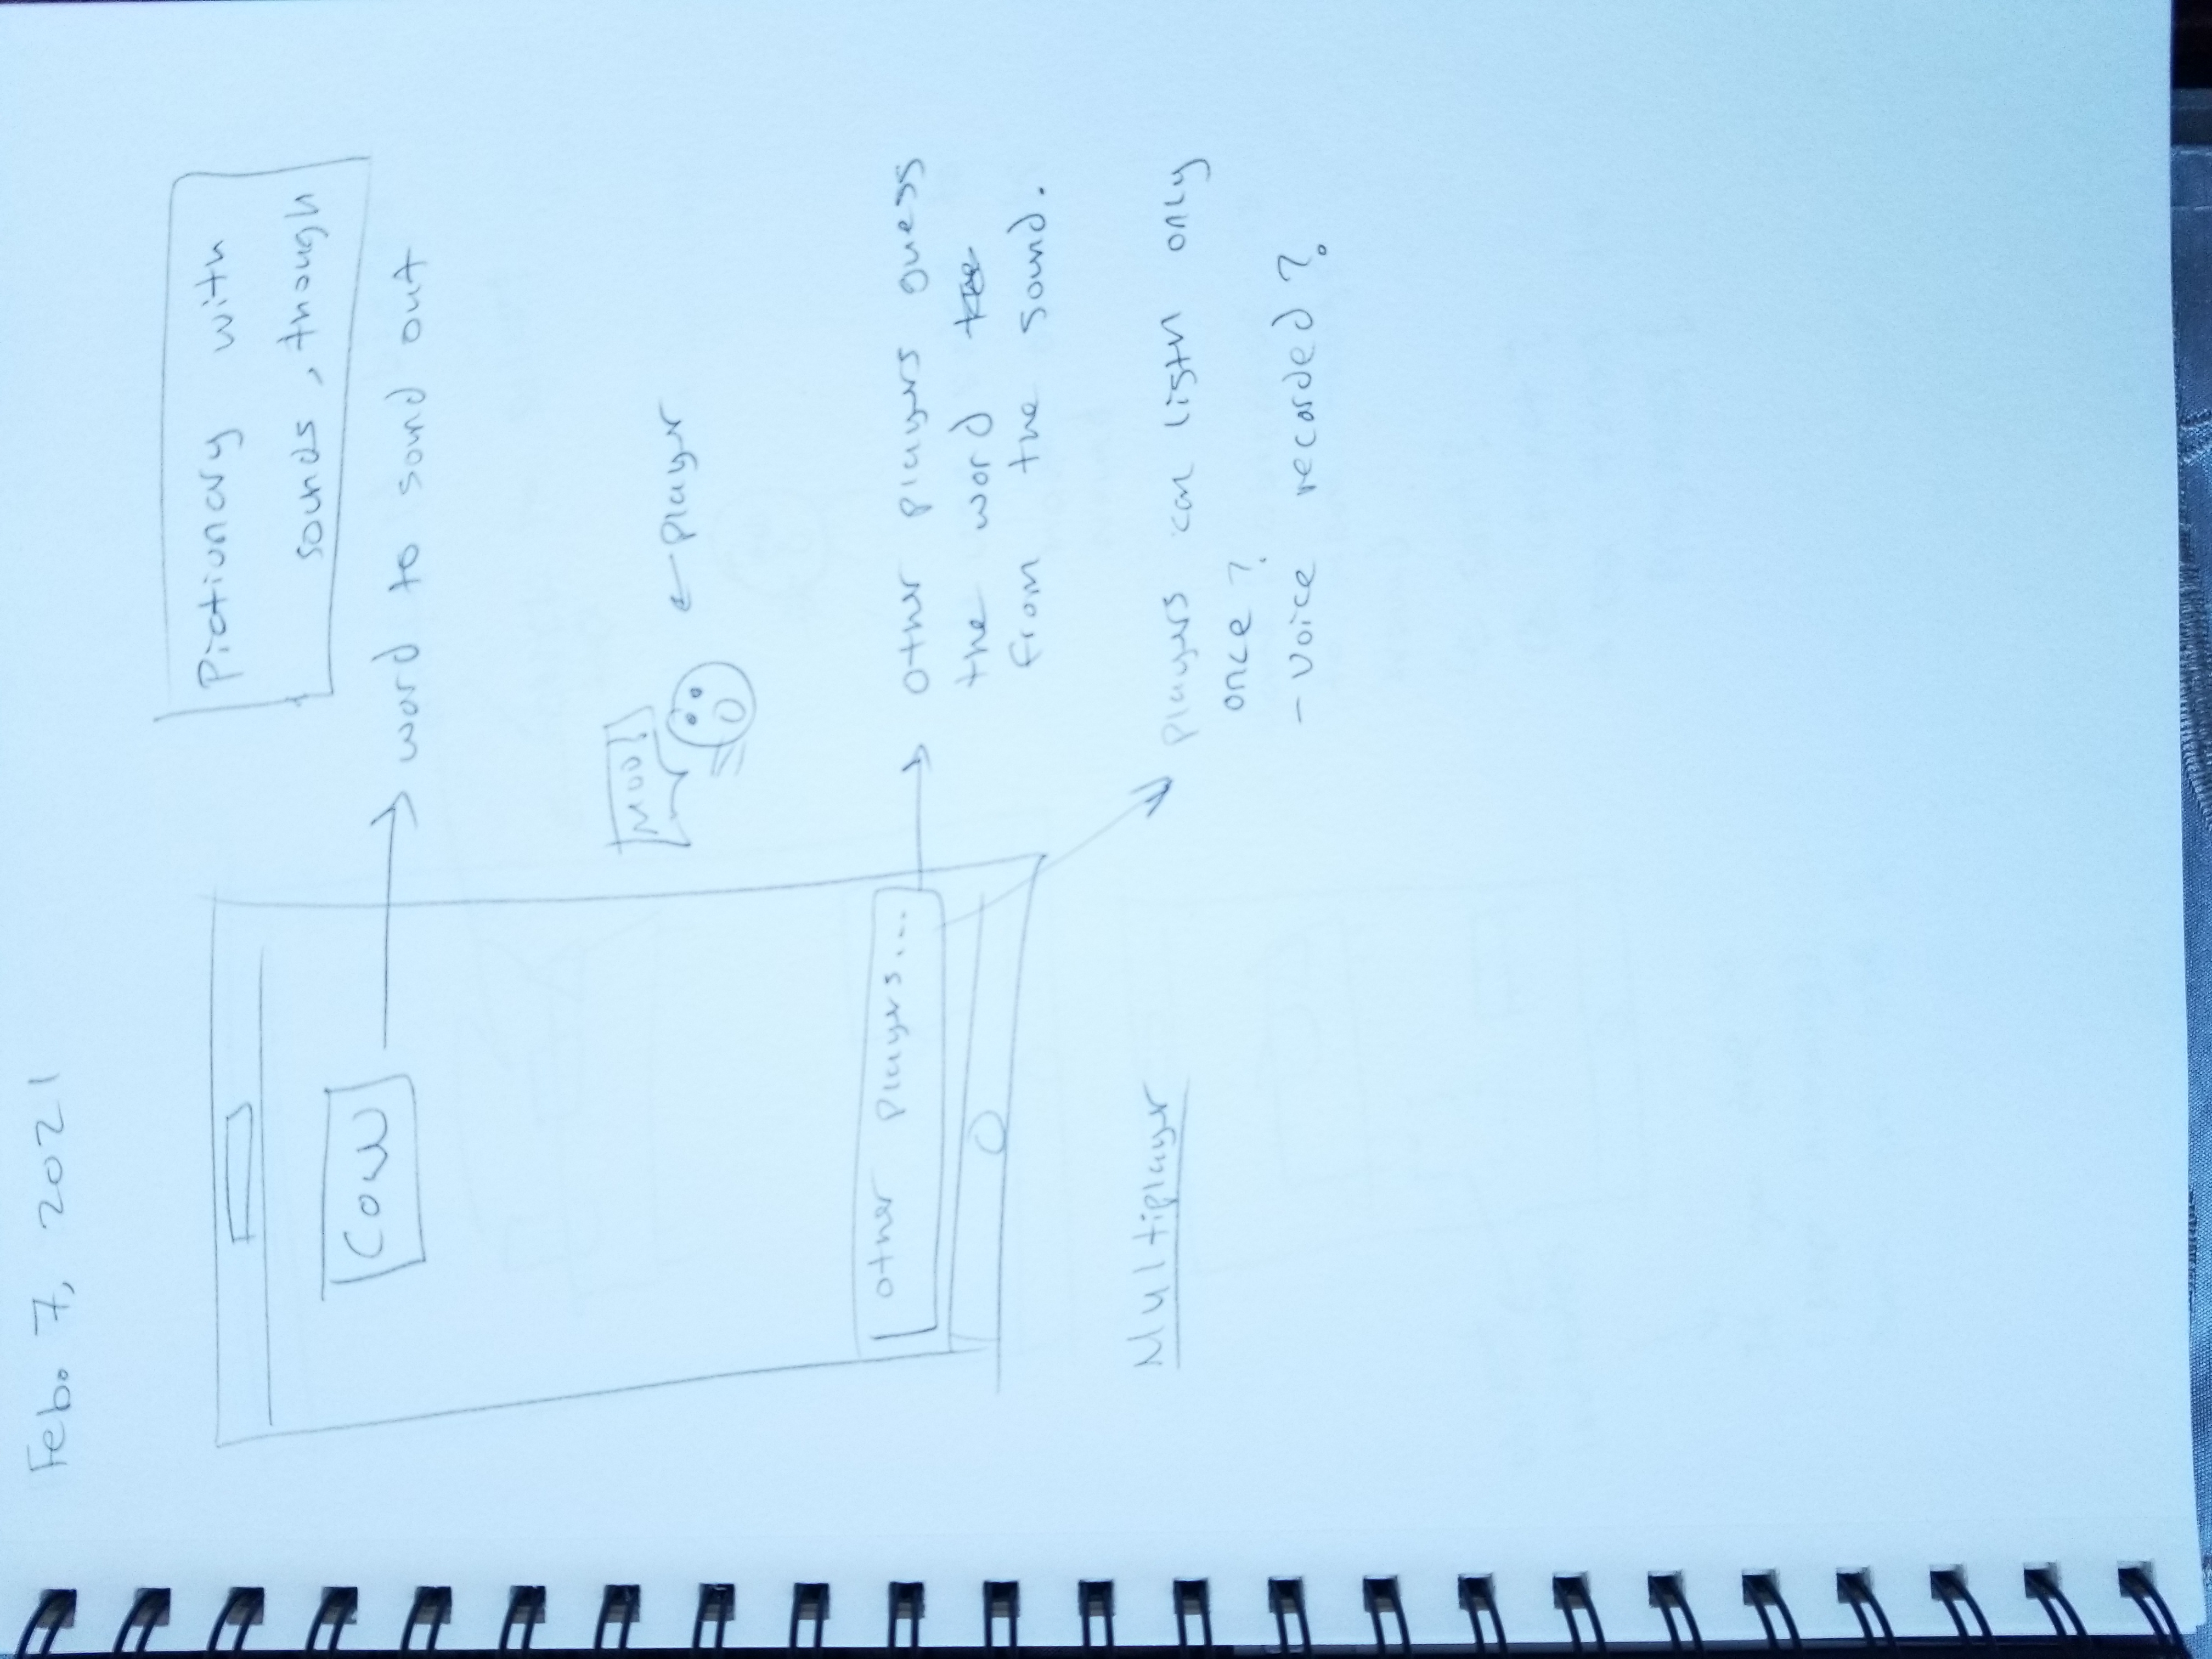 Feb. 7, 2021
Pictionary with
sounds, though
Cow
word to sound out
Moo!
player
other players...
other players guess
the word
from the sound.
Multiplayer
players can listn only
once?
- Voice recorded?